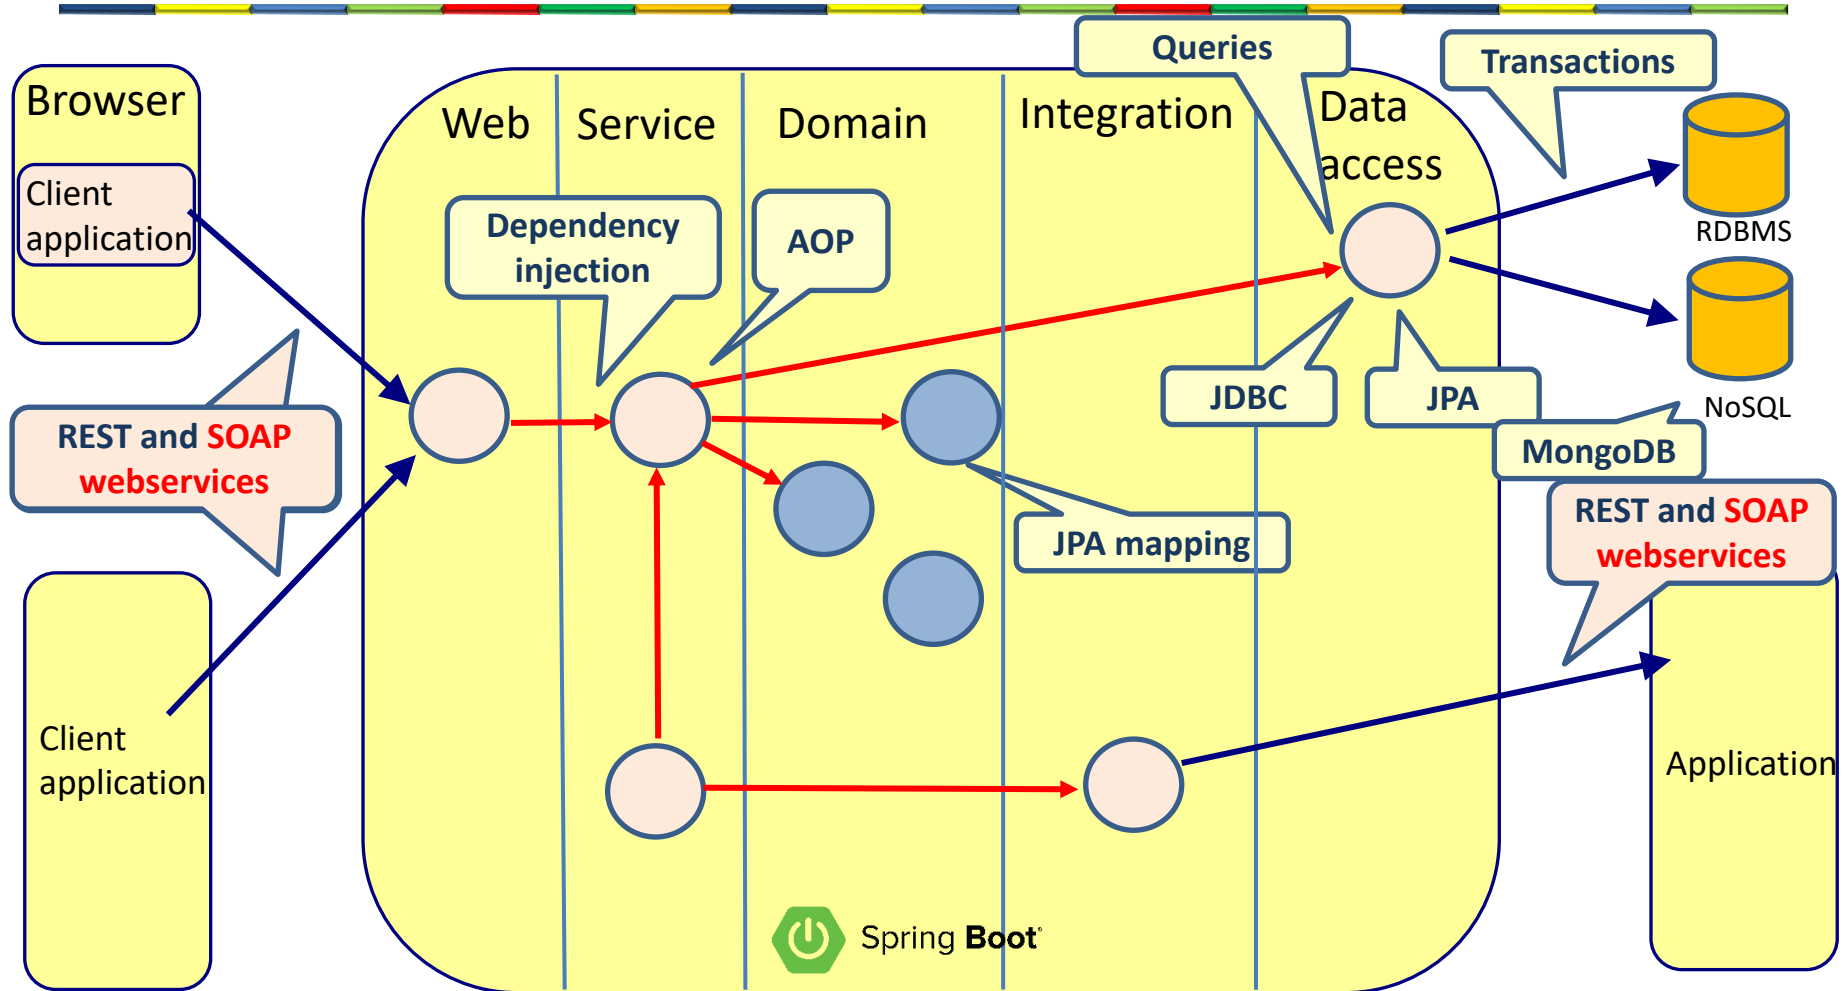 Queries
Transactions
Browser
Web
Service
Domain
Integration
Data
access
Client
application
Dependency
injection
AOP
RDBMS
JDBC
JPA
NoSQL
REST and SOAP
webservices
MongoDB
JPA mapping
REST and SOAP
webservices
Client
application
Application
Spring Boot